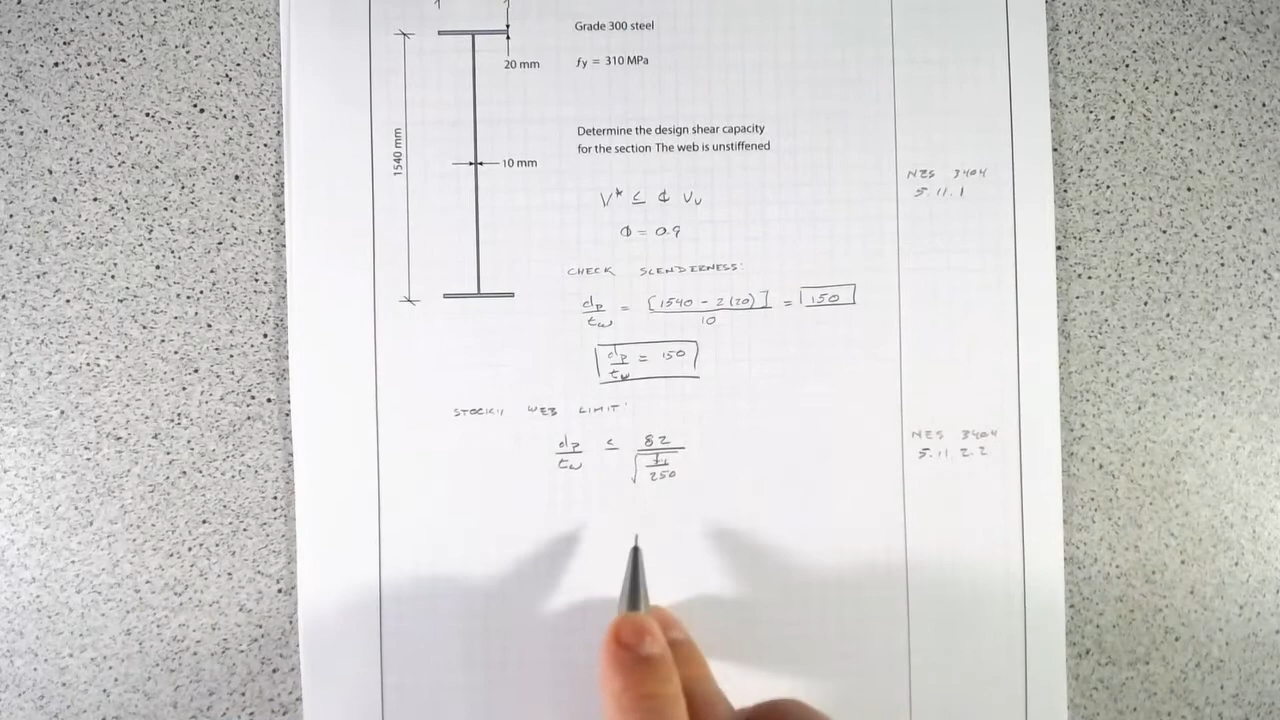 Grade 300 steel
20 mm
fy = 310 MPa
1540 mm
10 mm
Determine the design shear capacity
for the section The web is unstiffened
NZS 3404
5.11.1
V* ≤ ϕ Vv
ϕ = 0.9
CHECK SLENDERNESS:
dp/tw = [1540 - 2(20)]/10 = 150
dp/tw = 150
STOCKY WEB LIMIT:
dp/tw ≤ 82/√(fy/250)
NZS 3404
5.11.2.2